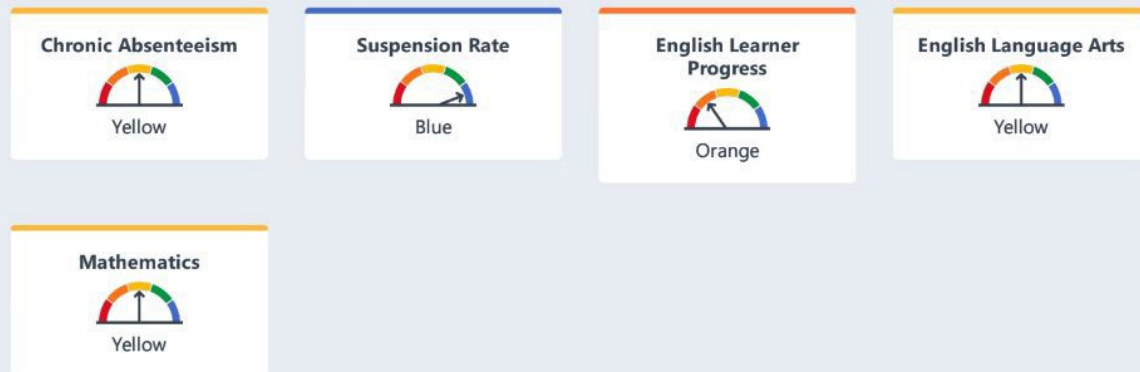 Chronic Absenteeism
Yellow
Suspension Rate
Blue
English Learner
Progress
Orange
English Language Arts
Yellow
Mathematics
Yellow